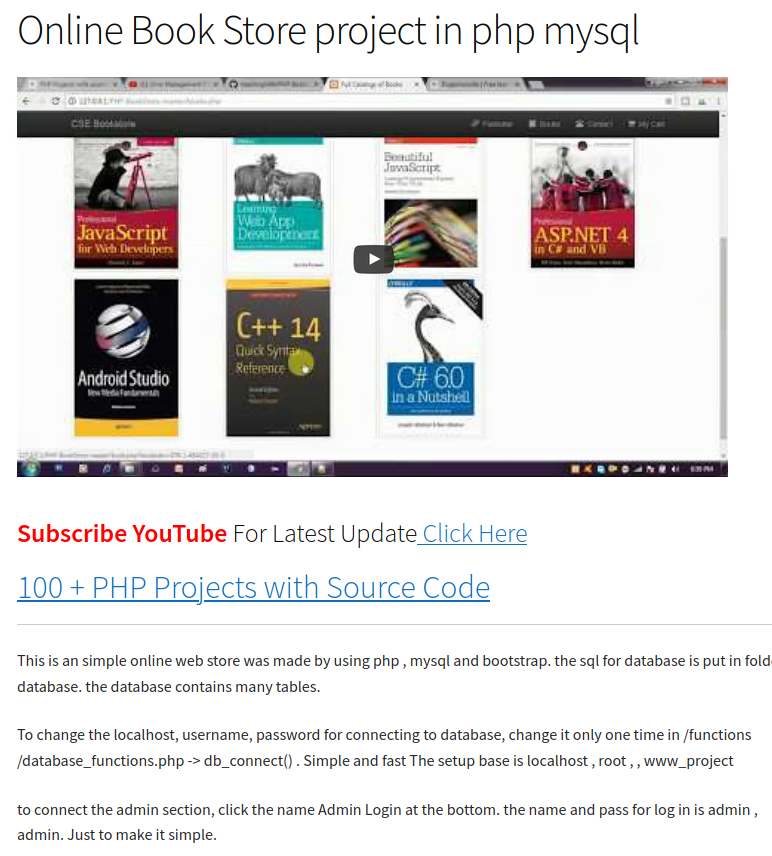 Online Book Store project in php mysql
Full Catalogs of Books
CSE Bookstore
Publisher Books Contact My Cart
Professional
JavaScript
for Web Developers
Learning
Web App
Development
Beautiful
JavaScript
Professional
ASP.NET 4
in C# and VB
Android Studio
New Media Fundamentals
C++ 14
Quick Syntax
Reference
O'REILLY
C# 6.0
in a Nutshell
Subscribe YouTube For Latest Update Click Here
100 + PHP Projects with Source Code
This is an simple online web store was made by using php , mysql and bootstrap. the sql for database is put in fold
database. the database contains many tables.
To change the localhost, username, password for connecting to database, change it only one time in /functions
/database_functions.php -> db_connect() . Simple and fast The setup base is localhost , root , , www_project
to connect the admin section, click the name Admin Login at the bottom. the name and pass for log in is admin ,
admin. Just to make it simple.